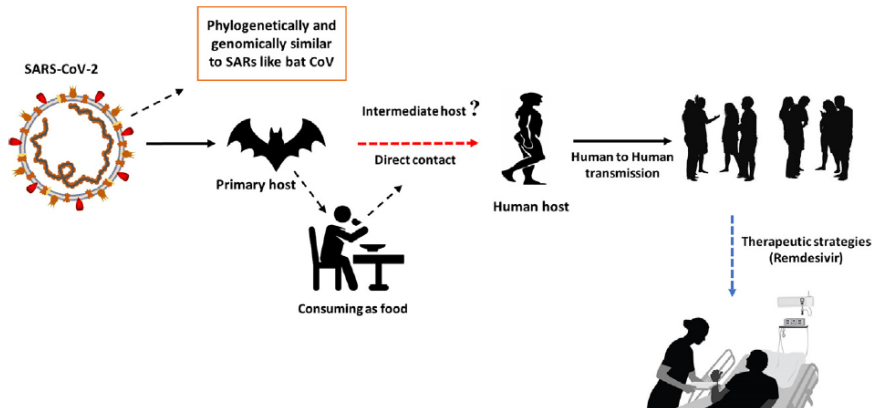 Phylogenetically and
genomically similar
to SARs like bat CoV
SARS-CoV-2
Intermediate host ?
Direct contact
Primary host
Human host
Human to Human
transmission
Consuming as food
Therapeutic strategies
(Remdesivir)